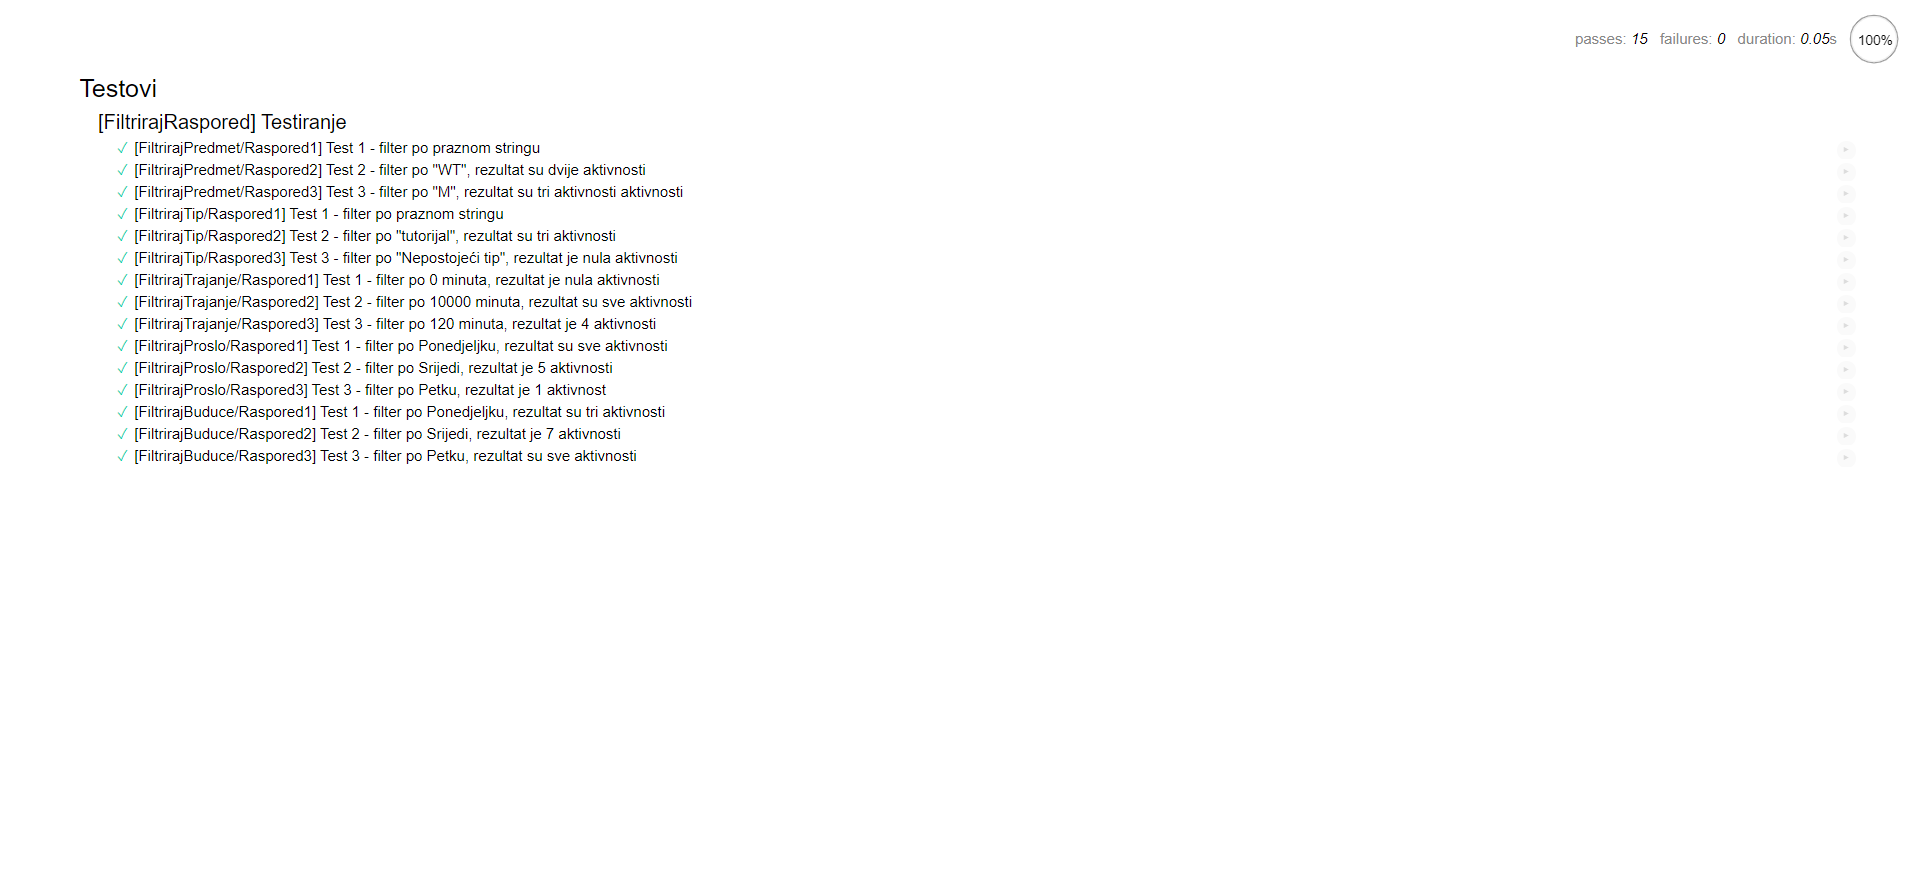 passes: 15 failures: 0 duration: 0.05s 100%
Testovi
[FiltrirajRaspored] Testiranje
✓ [FiltrirajPredmet/Raspored1] Test 1 - filter po praznom stringu
✓ [FiltrirajPredmet/Raspored2] Test 2 - filter po "WT", rezultat su dvije aktivnosti
✓ [FiltrirajPredmet/Raspored3] Test 3 - filter po "M", rezultat su tri aktivnosti aktivnosti
✓ [FiltrirajTip/Raspored1] Test 1 - filter po praznom stringu
✓ [FiltrirajTip/Raspored2] Test 2 - filter po "tutorijal", rezultat su tri aktivnosti
✓ [FiltrirajTip/Raspored3] Test 3 - filter po "Nepostojeći tip", rezultat je nula aktivnosti
✓ [FiltrirajTrajanje/Raspored1] Test 1 - filter po 0 minuta, rezultat je nula aktivnosti
✓ [FiltrirajTrajanje/Raspored2] Test 2 - filter po 10000 minuta, rezultat su sve aktivnosti
✓ [FiltrirajTrajanje/Raspored3] Test 3 - filter po 120 minuta, rezultat je 4 aktivnosti
✓ [FiltrirajProslo/Raspored1] Test 1 - filter po Ponedjeljku, rezultat su sve aktivnosti
✓ [FiltrirajProslo/Raspored2] Test 2 - filter po Srijedi, rezultat je 5 aktivnosti
✓ [FiltrirajProslo/Raspored3] Test 3 - filter po Petku, rezultat je 1 aktivnost
✓ [FiltrirajBuduce/Raspored1] Test 1 - filter po Ponedjeljku, rezultat su tri aktivnosti
✓ [FiltrirajBuduce/Raspored2] Test 2 - filter po Srijedi, rezultat je 7 aktivnosti
✓ [FiltrirajBuduce/Raspored3] Test 3 - filter po Petku, rezultat su sve aktivnosti